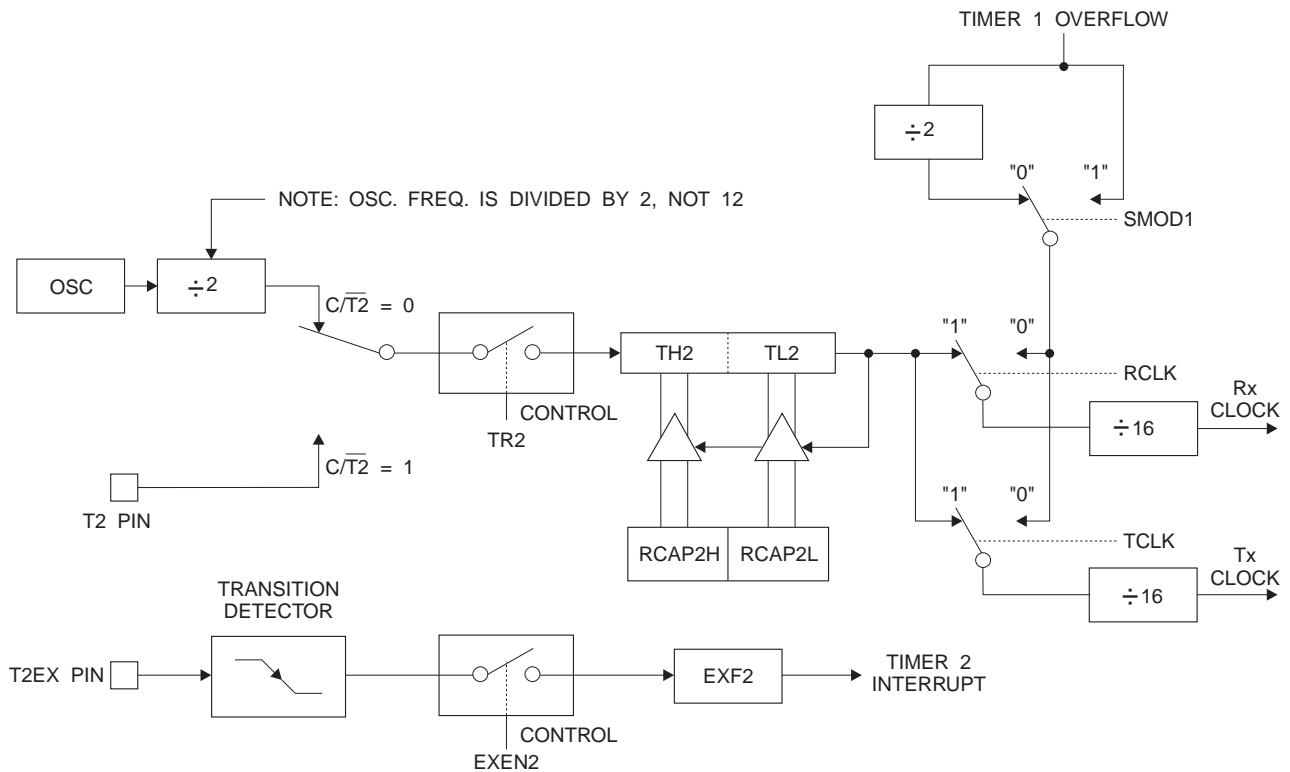 TIMER 1 OVERFLOW
÷2
"0" "1"
NOTE: OSC. FREQ. IS DIVIDED BY 2, NOT 12
SMOD1
OSC
÷2
C/T̅2̅ = 0
"1" "0"
TH2 TL2
RCLK
Rx
CLOCK
CONTROL
TR2
÷16
C/T̅2̅ = 1
T2 PIN
"1" "0"
RCAP2H RCAP2L
TCLK
Tx
CLOCK
÷16
TRANSITION
DETECTOR
T2EX PIN
EXF2
TIMER 2
INTERRUPT
CONTROL
EXEN2